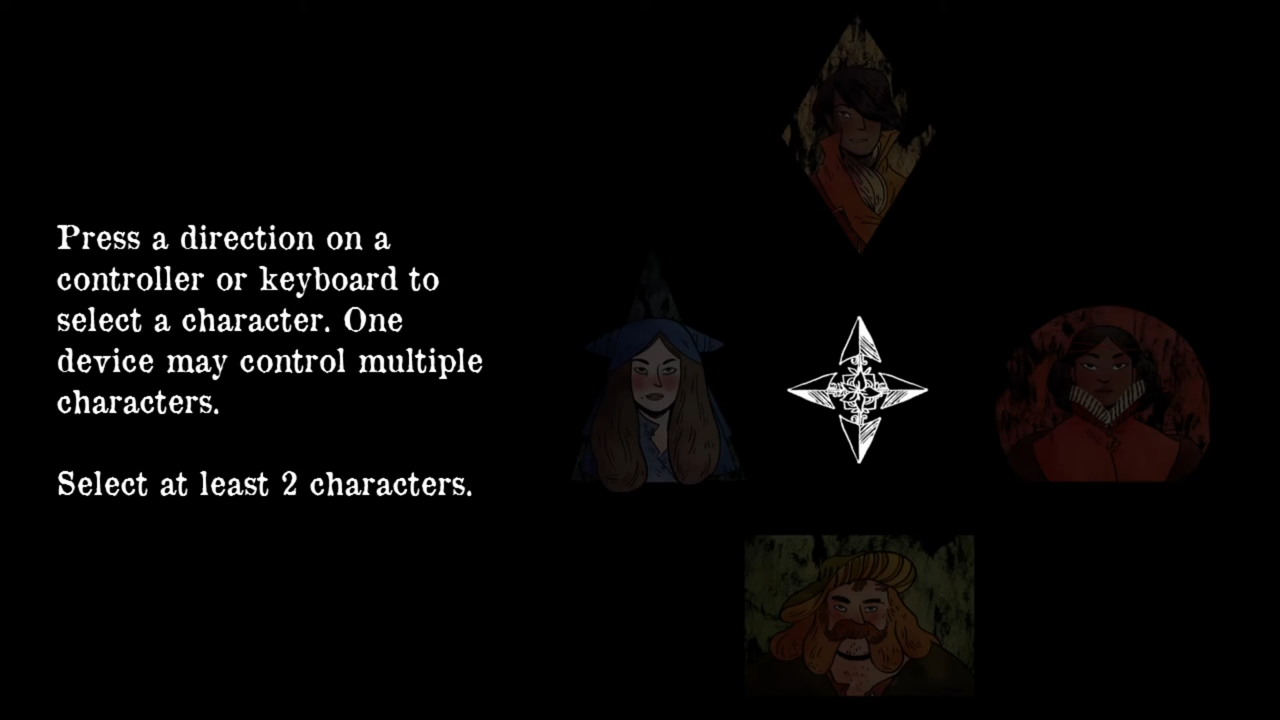 Press a direction on a
controller or keyboard to
select a character. One
device may control multiple
characters.
Select at least 2 characters.